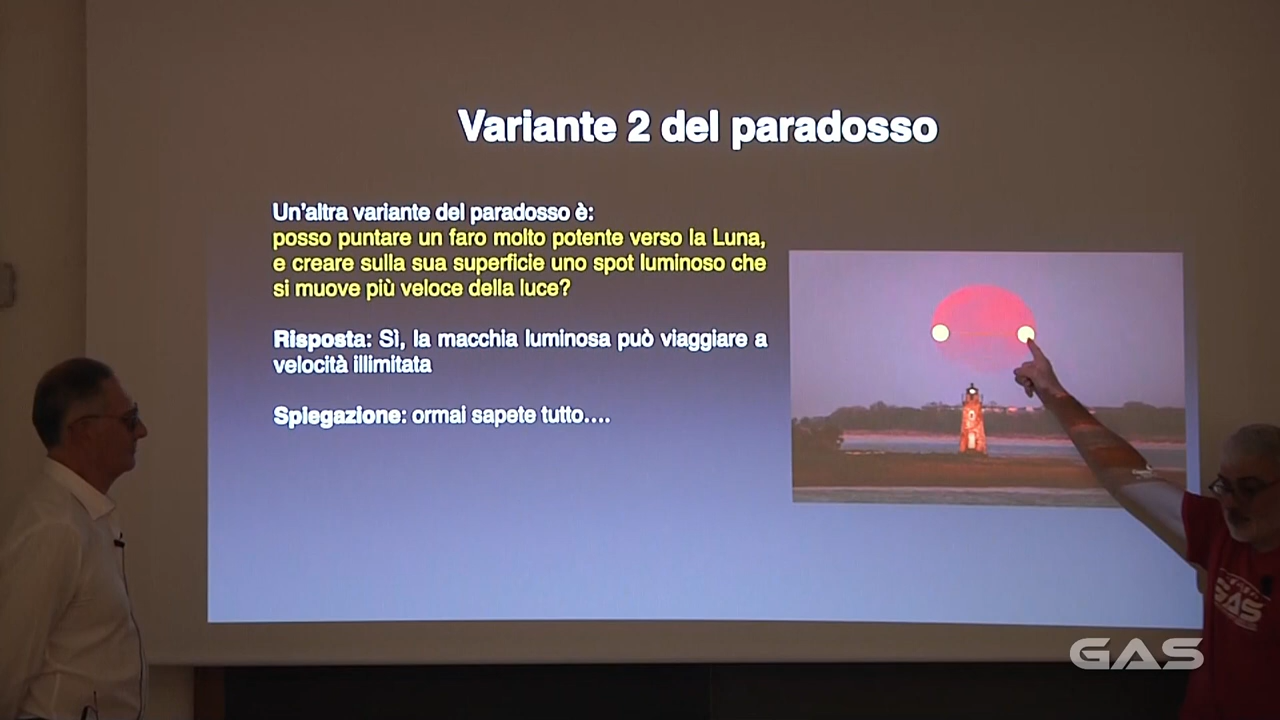 Variante 2 del paradosso
Un'altra variante del paradosso è:
posso puntare un faro molto potente verso la Luna,
e creare sulla sua superficie uno spot luminoso che
si muove più veloce della luce?
Risposta: Sì, la macchia luminosa può viaggiare a
velocità illimitata
Spiegazione: ormai sapete tutto....
GAS
GAS